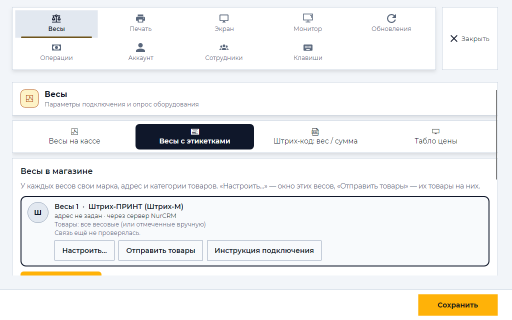 Весы
Печать
Экран
Монитор
Обновления
Операции
Аккаунт
Сотрудники
Клавиши
Закрыть
Весы
Параметры подключения и опрос оборудования
Весы на кассе
Весы с этикетками
Штрих-код: вес / сумма
Табло цены
Весы в магазине
У каждых весов свои марка, адрес и категории товаров. «Настроить…» — окно этих весов, «Отправить товары» — их товары на них.
Ш
Весы 1 · Штрих-ПРИНТ (Штрих-М)
адрес не задан · через сервер NurCRM
Товары: все весовые (или отмеченные вручную)
Связь ещё не проверялась.
Настроить…
Отправить товары
Инструкция подключения
Сохранить